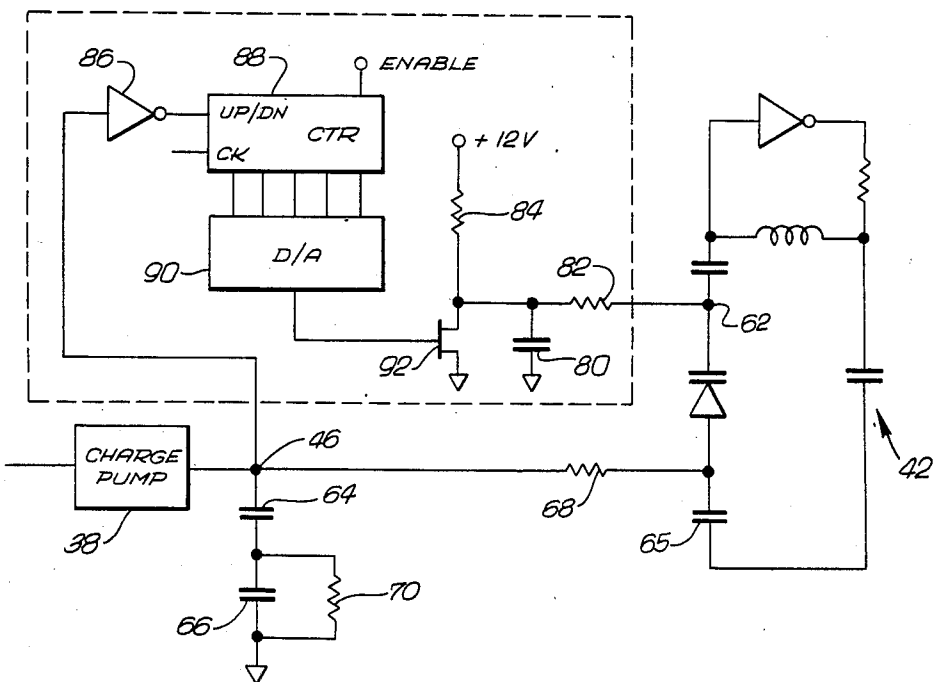 86
88
ENABLE
UP/DN
CTR
CK
+12V
84
D/A
90
82
62
92
80
42
46
CHARGE
PUMP
64
68
38
65
70
66